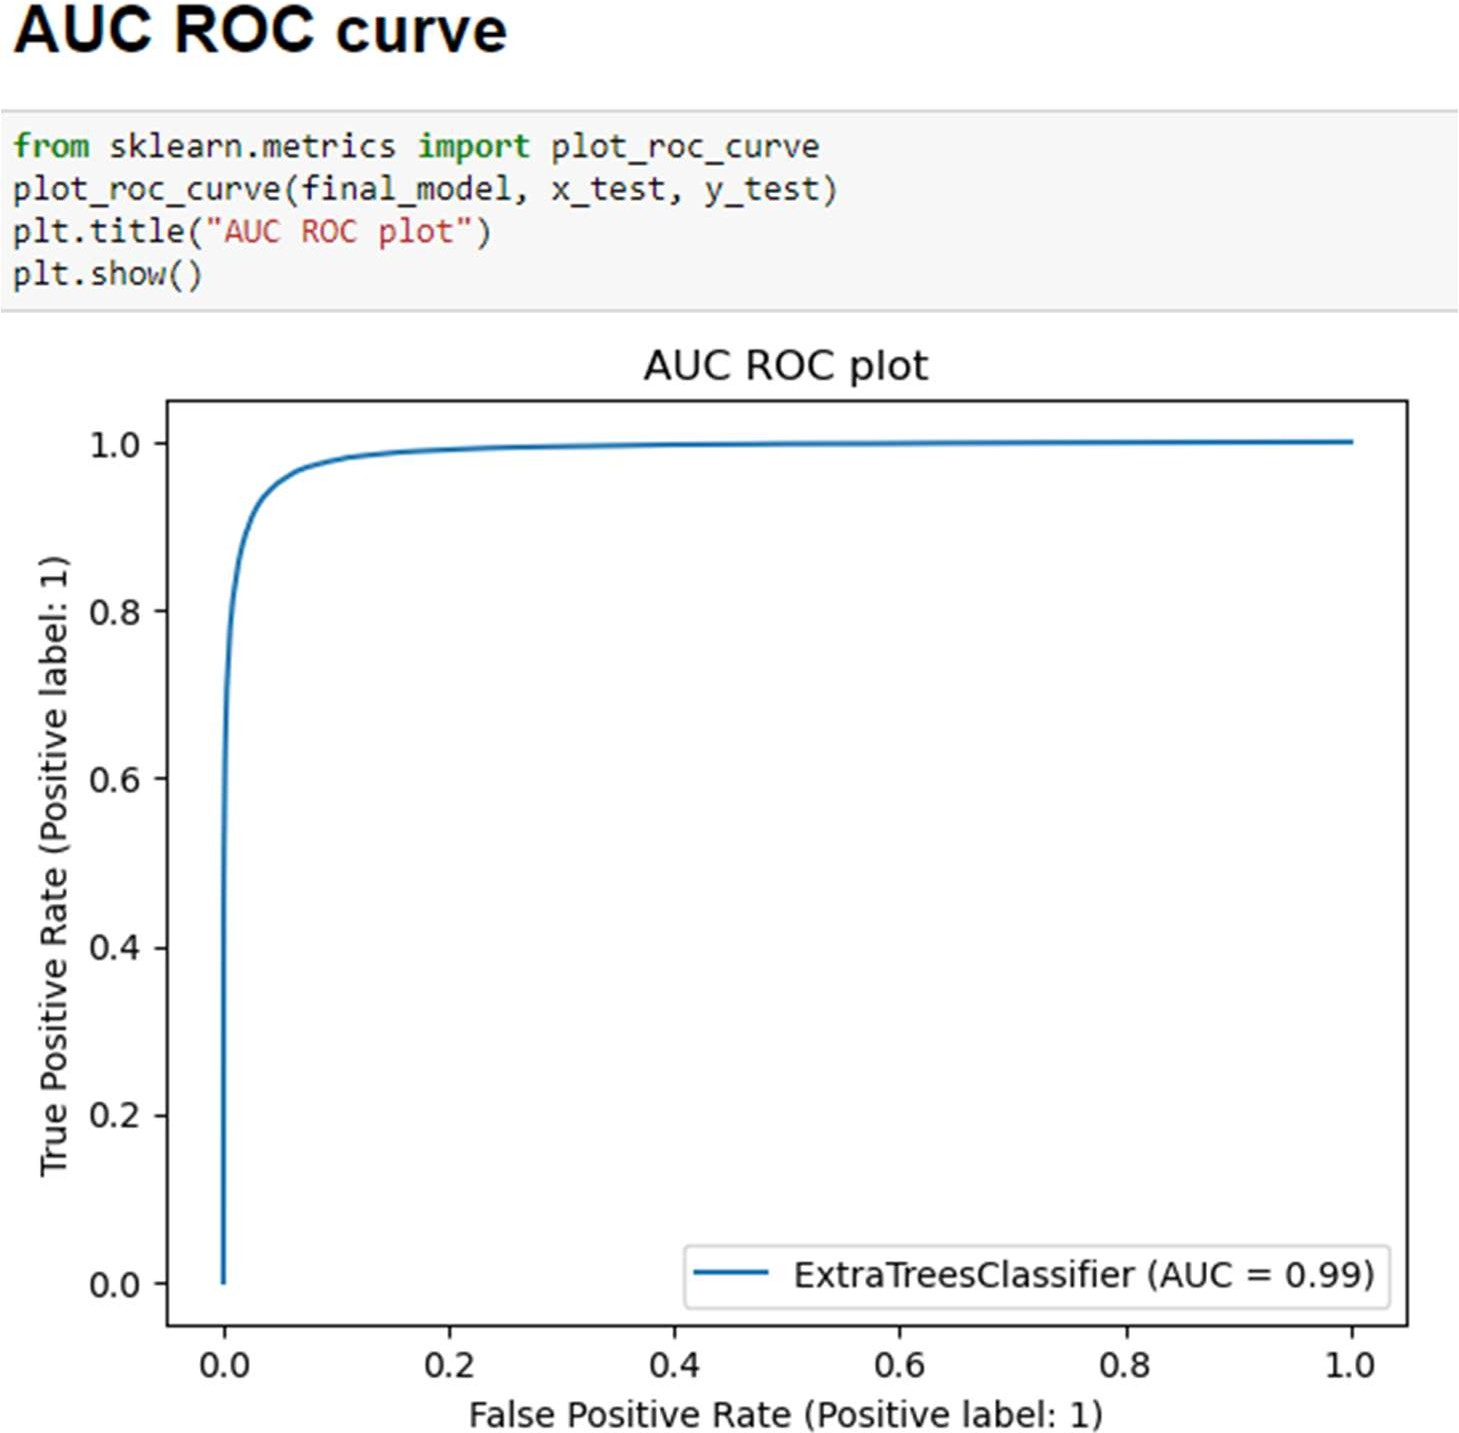 AUC ROC curve
from sklearn.metrics import plot_roc_curve
plot_roc_curve(final_model, x_test, y_test)
plt.title("AUC ROC plot")
plt.show()
AUC ROC plot
True Positive Rate (Positive label: 1)
1.0
0.8
0.6
0.4
0.2
0.0
ExtraTreesClassifier (AUC = 0.99)
0.0 0.2 0.4 0.6 0.8 1.0
False Positive Rate (Positive label: 1)